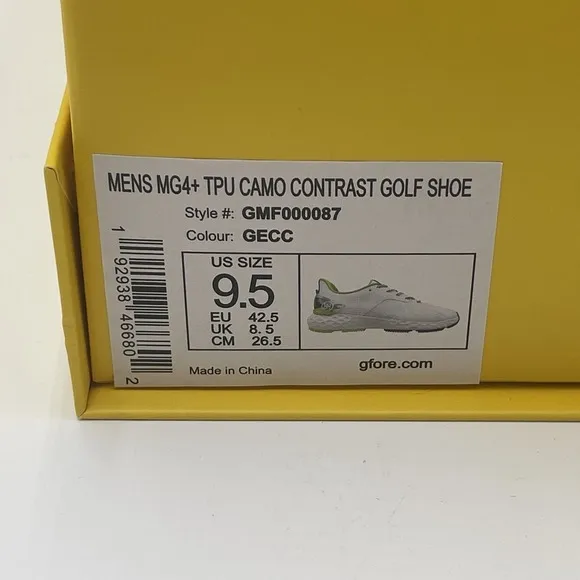 MENS MG4+ TPU CAMO CONTRAST GOLF SHOE
Style #: GMF000087
Colour: GECC
US SIZE
9.5
EU 42.5
UK 8.5
CM 26.5
Made in China
gfore.com
1 92938 46680 2